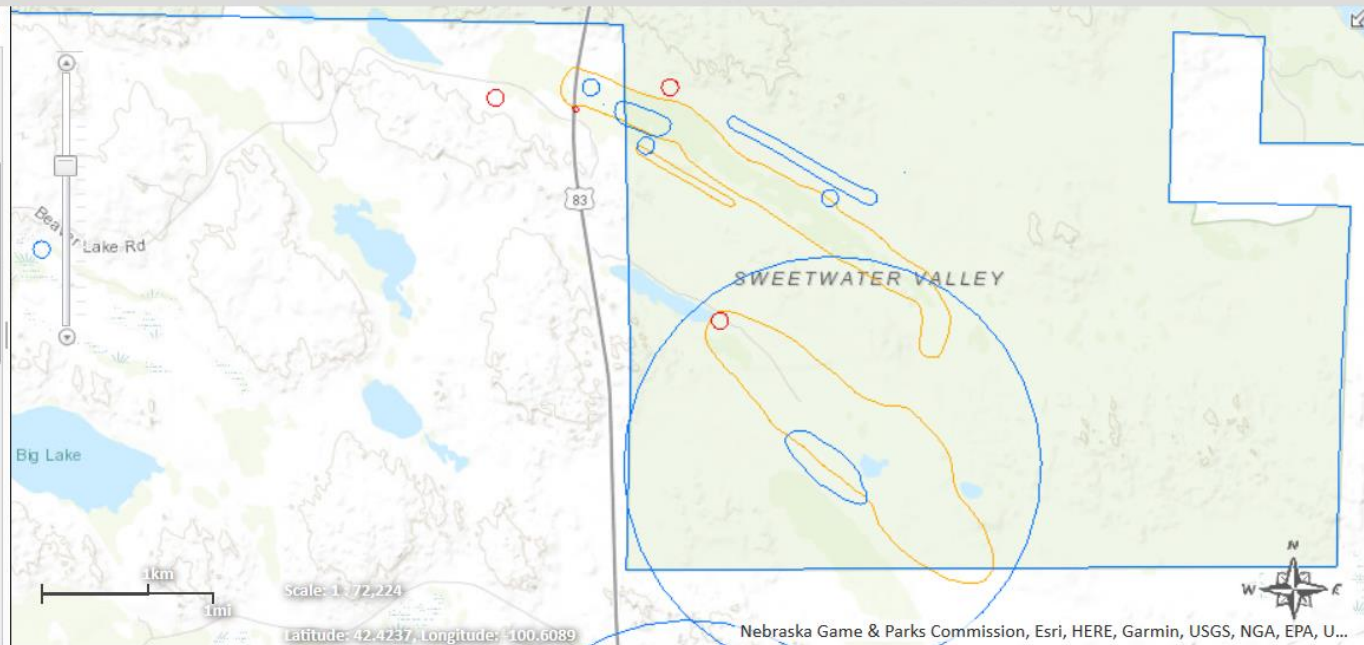 83
Beaver Lake Rd
SWEETWATER VALLEY
Big Lake
N
W E
S
1km
1mi
Scale: 1:72,224
Latitude: 42.4237, Longitude: -100.6089
Nebraska Game & Parks Commission, Esri, HERE, Garmin, USGS, NGA, EPA, U...